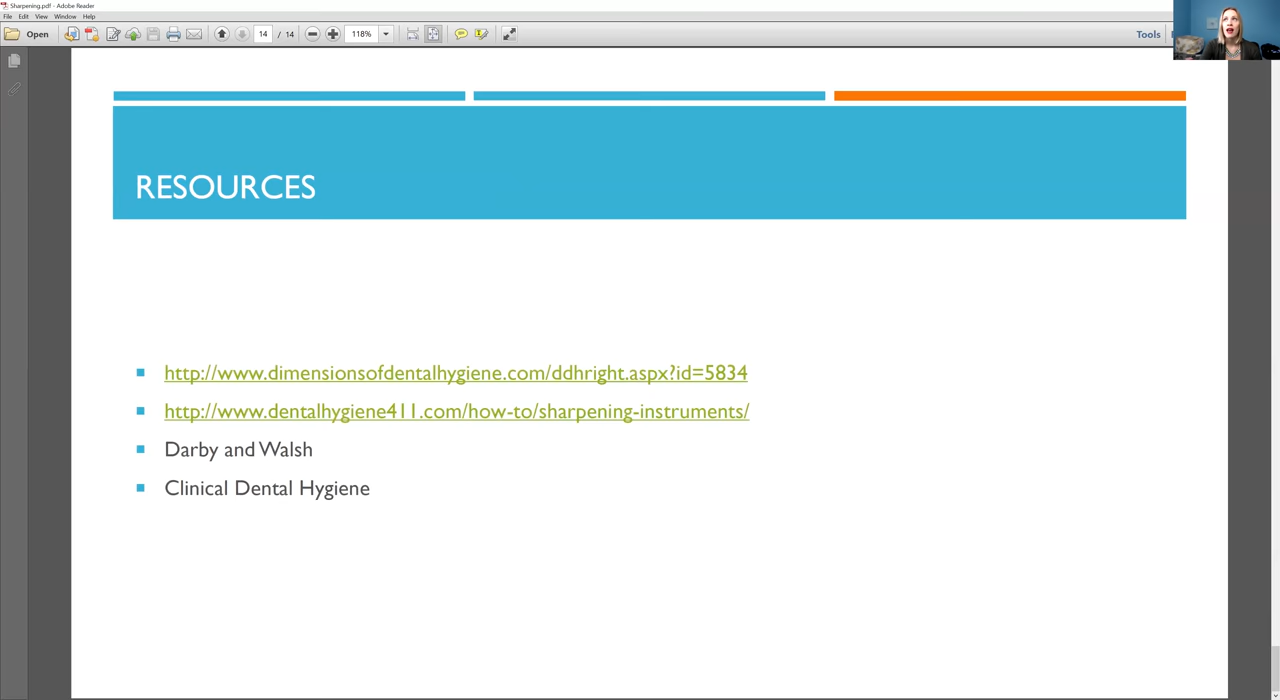 Sharpening.pdf - Adobe Reader
File Edit View Window Help
Open 14 / 14 118% Tools
RESOURCES
http://www.dimensionsofdentalhygiene.com/ddhright.aspx?id=5834
http://www.dentalhygiene411.com/how-to/sharpening-instruments/
Darby and Walsh
Clinical Dental Hygiene